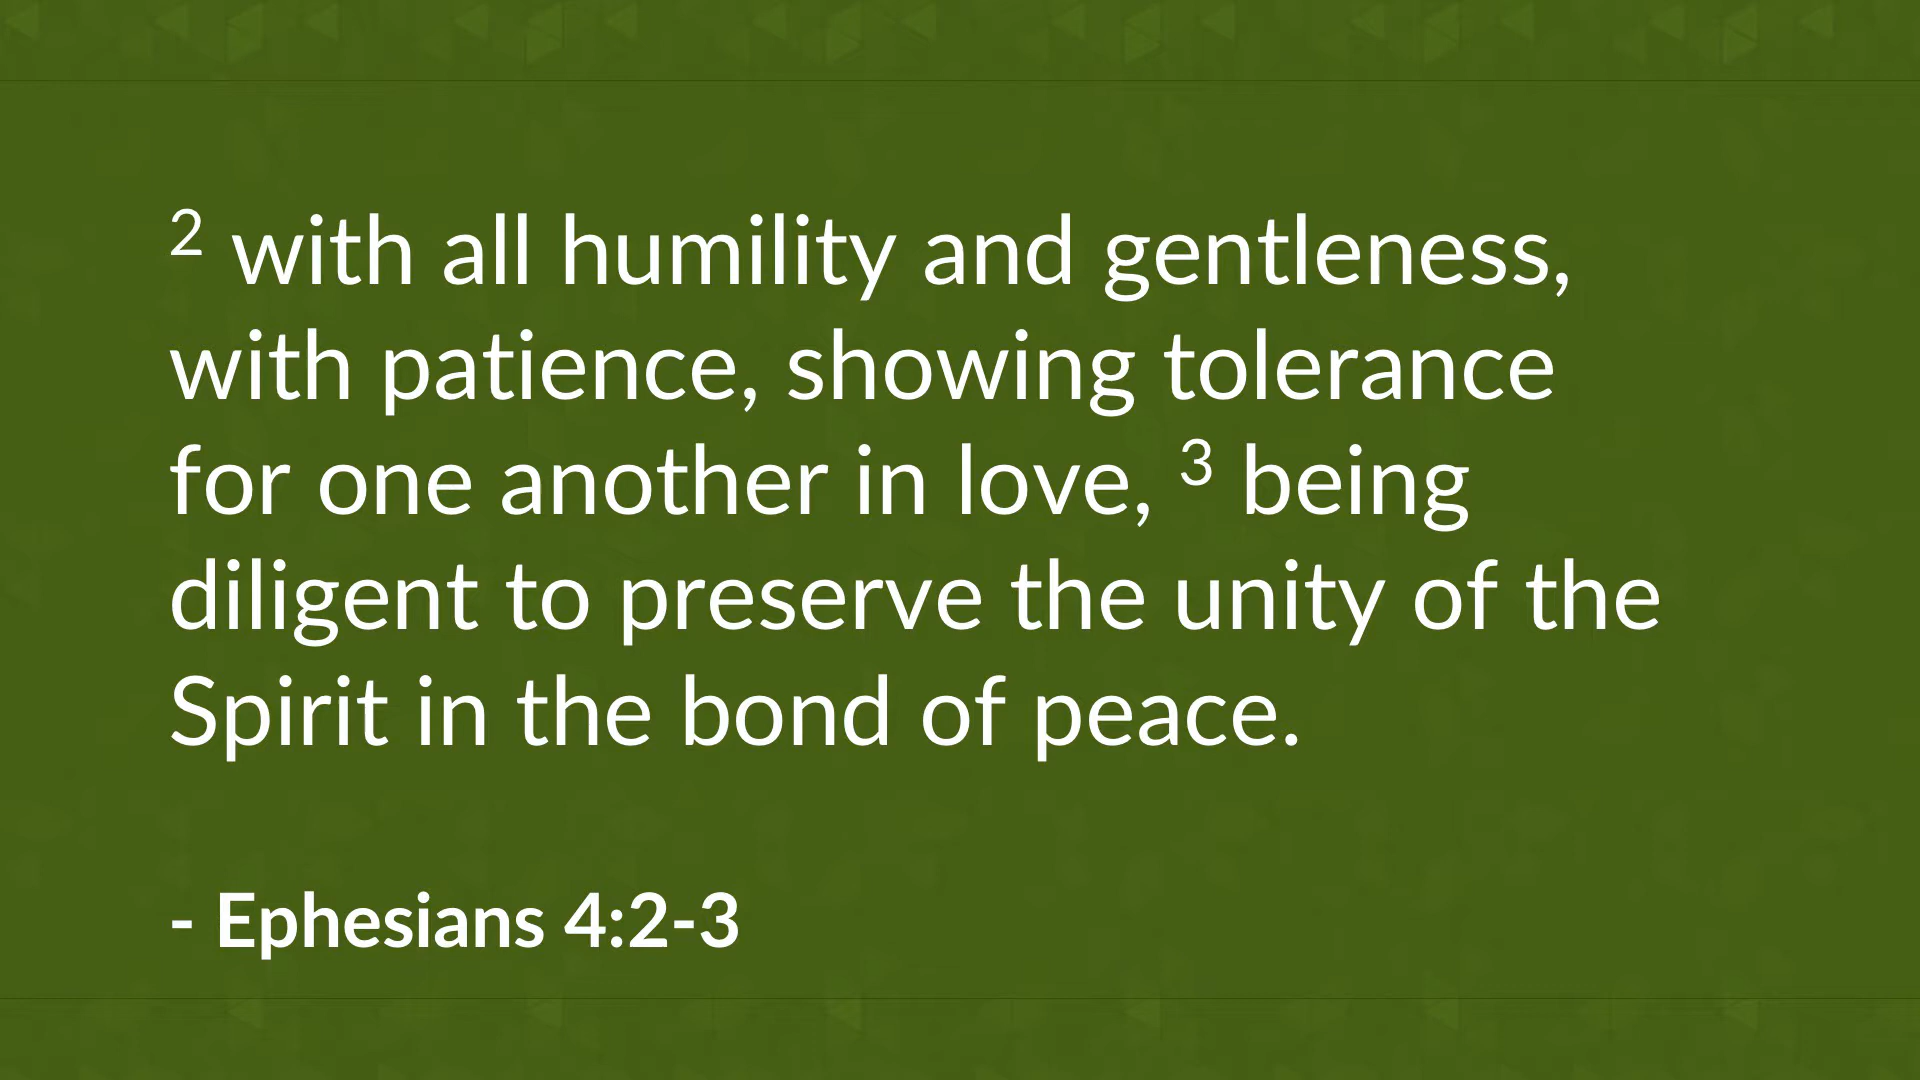 2 with all humility and gentleness,
with patience, showing tolerance
for one another in love, 3 being
diligent to preserve the unity of the
Spirit in the bond of peace.
- Ephesians 4:2-3